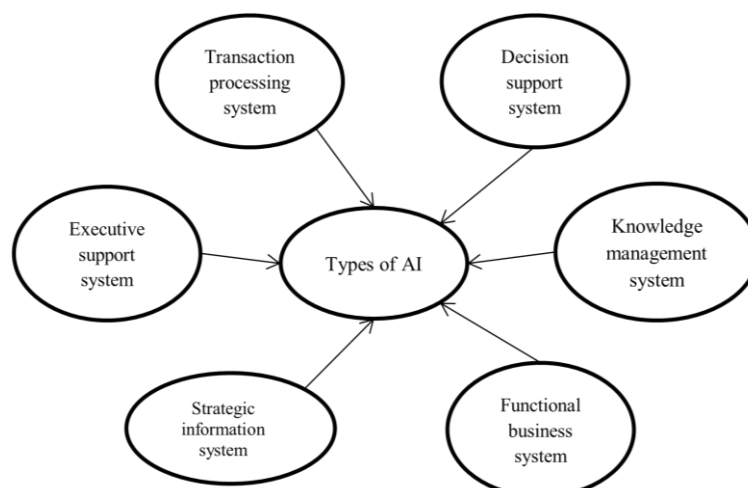 Transaction
processing
system
Decision
support
system
Executive
support
system
Types of AI
Knowledge
management
system
Strategic
information
system
Functional
business
system